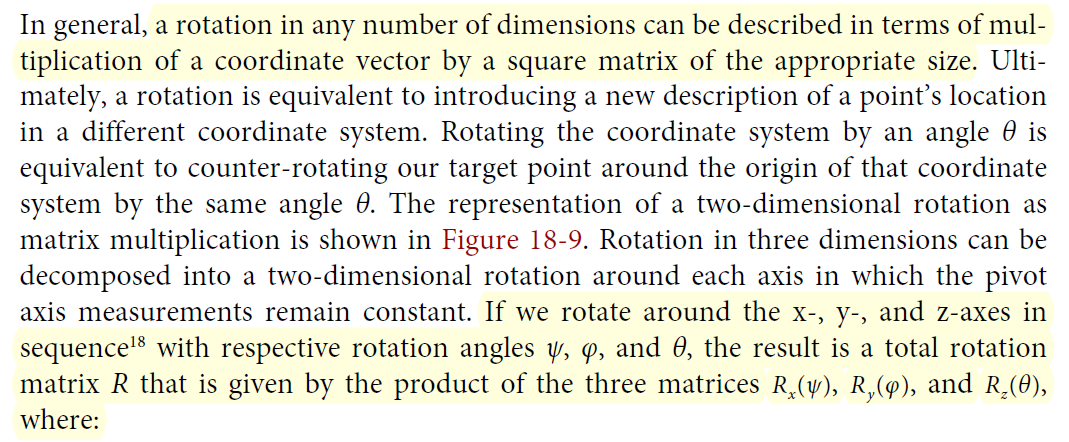 In general, a rotation in any number of dimensions can be described in terms of mul-
tiplication of a coordinate vector by a square matrix of the appropriate size. Ulti-
mately, a rotation is equivalent to introducing a new description of a point’s location
in a different coordinate system. Rotating the coordinate system by an angle θ is
equivalent to counter-rotating our target point around the origin of that coordinate
system by the same angle θ. The representation of a two-dimensional rotation as
matrix multiplication is shown in Figure 18-9. Rotation in three dimensions can be
decomposed into a two-dimensional rotation around each axis in which the pivot
axis measurements remain constant. If we rotate around the x-, y-, and z-axes in
sequence¹⁸ with respective rotation angles ψ, φ, and θ, the result is a total rotation
matrix R that is given by the product of the three matrices Rₓ(ψ), Rᵧ(φ), and R_z(θ),
where: